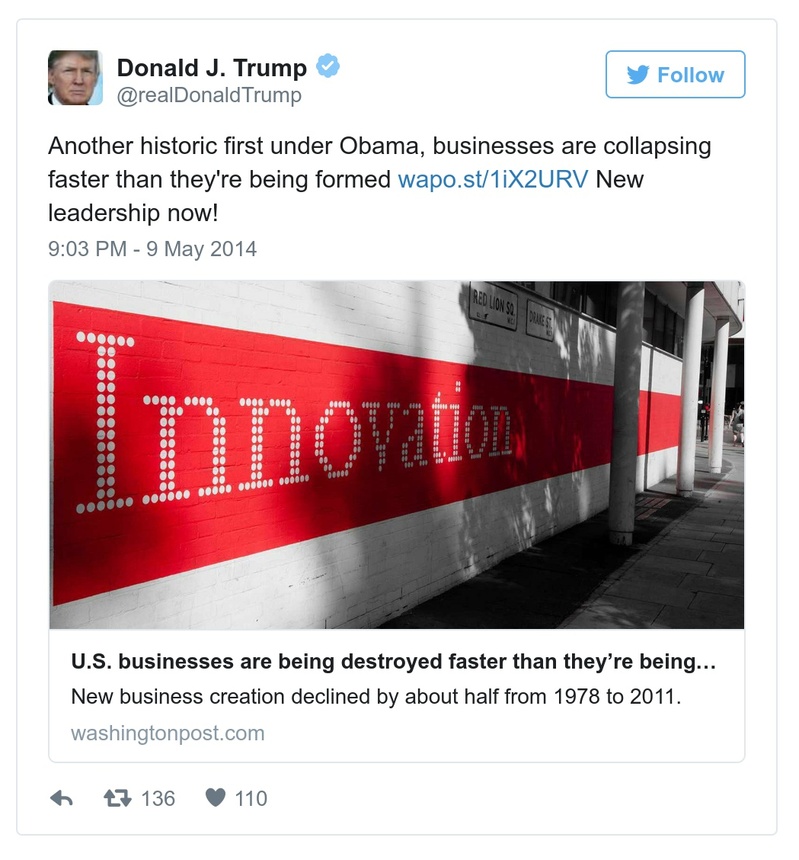 Donald J. Trump
@realDonaldTrump
Follow
Another historic first under Obama, businesses are collapsing
faster than they're being formed wapo.st/1iX2URV New
leadership now!
9:03 PM - 9 May 2014
RED LION SQ.
DRAKE ST.
Innovation
U.S. businesses are being destroyed faster than they’re being…
New business creation declined by about half from 1978 to 2011.
washingtonpost.com
136
110